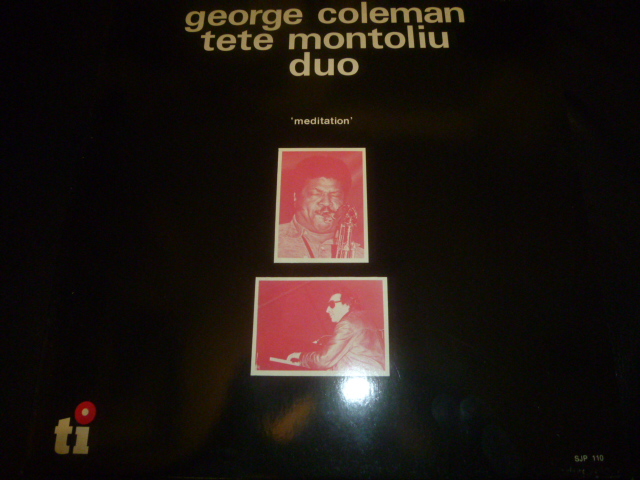 george coleman
tete montoliu
duo
'meditation'
ti
SJP 110